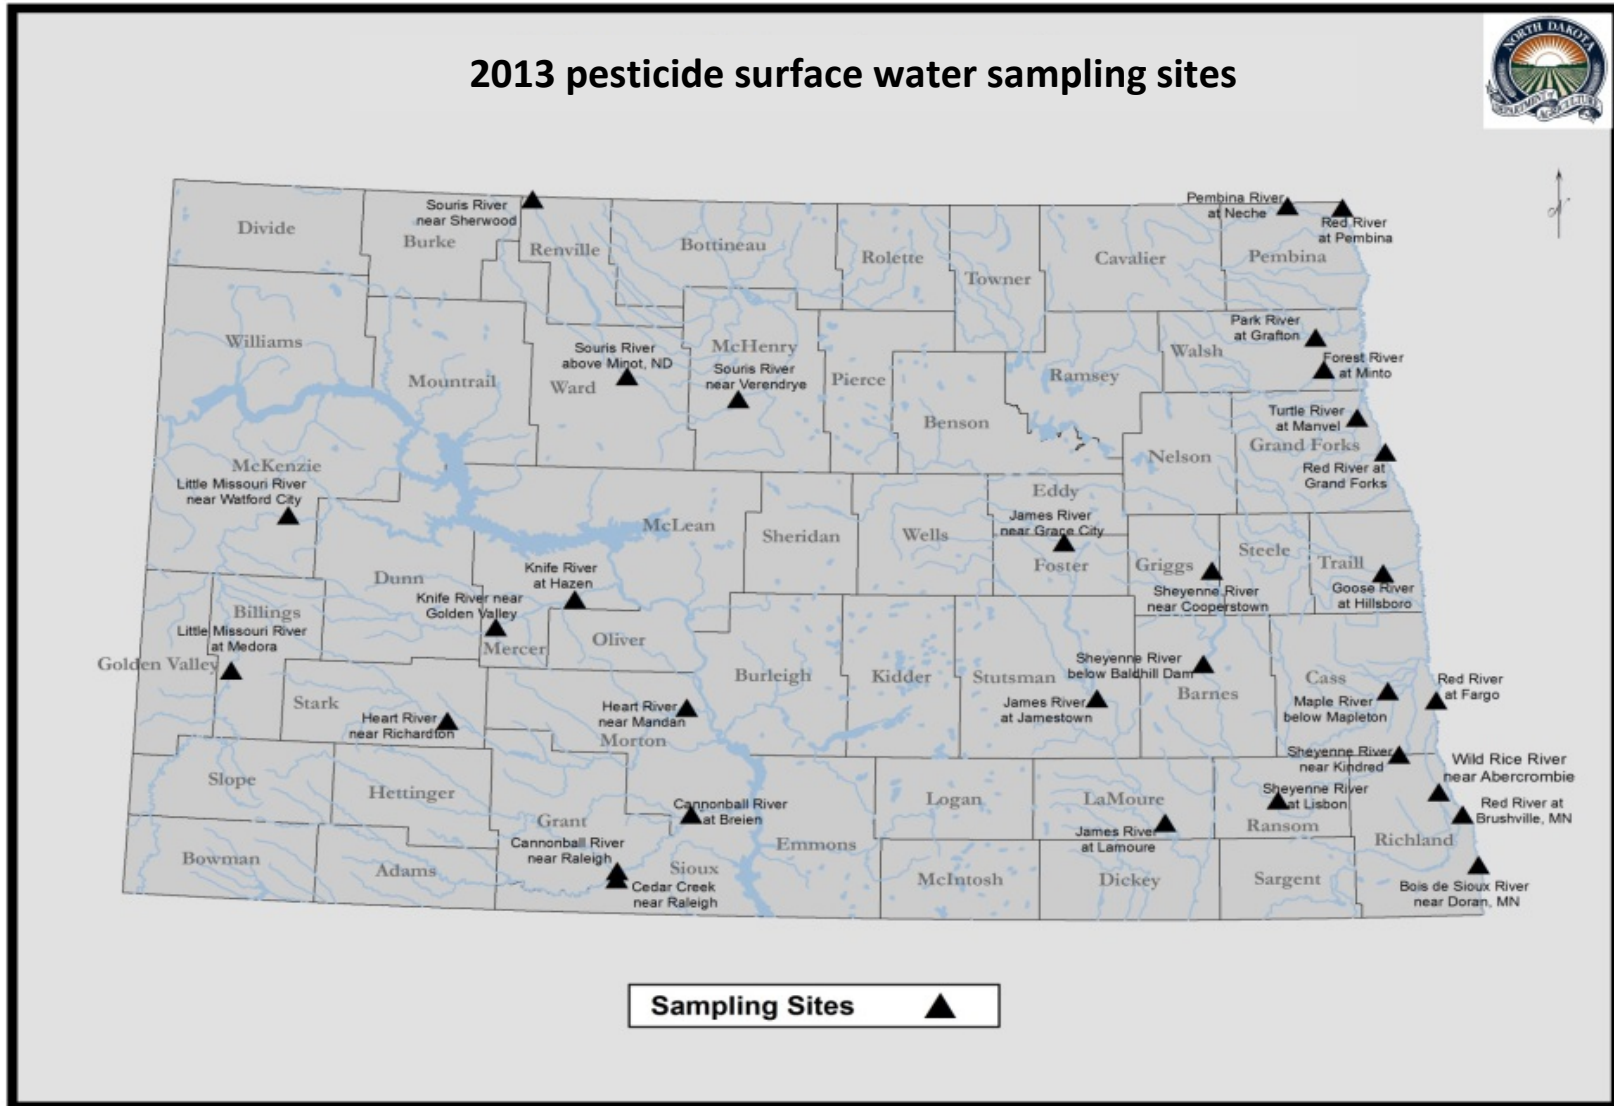 2013 pesticide surface water sampling sites
NORTH DAKOTA
DEPARTMENT of
AGRICULTURE
N
Divide
Burke
Souris River
near Sherwood
Renville
Bottineau
Rolette
Towner
Cavalier
Pembina River
at Neche
Red River
at Pembina
Pembina
Williams
Mountrail
Souris River
above Minot, ND
Ward
McHenry
Souris River
near Verendrye
Pierce
Benson
Ramsey
Walsh
Park River
at Grafton
Forest River
at Minto
Turtle River
at Manvel
Grand Forks
Red River at
Grand Forks
Nelson
McKenzie
Little Missouri River
near Watford City
McLean
Sheridan
Wells
Eddy
James River
near Grace City
Foster
Griggs
Sheyenne River
near Cooperstown
Steele
Traill
Goose River
at Hillsboro
Dunn
Knife River
at Hazen
Knife River near
Golden Valley
Mercer
Oliver
Billings
Little Missouri River
at Medora
Golden Valley
Stark
Heart River
near Richardton
Heart River
near Mandan
Morton
Burleigh
Kidder
Stutsman
James River
at Jamestown
Sheyenne River
below Baldhill Dam
Barnes
Cass
Maple River
below Mapleton
Red River
at Fargo
Sheyenne River
near Kindred
Wild Rice River
near Abercrombie
Red River at
Brushville, MN
Slope
Hettinger
Grant
Cannonball River
at Breien
Cannonball River
near Raleigh
Cedar Creek
near Raleigh
Sioux
Emmons
Logan
LaMoure
James River
at Lamoure
Sheyenne River
at Lisbon
Ransom
Richland
Bowman
Adams
McIntosh
Dickey
Sargent
Bois de Sioux River
near Doran, MN
Sampling Sites